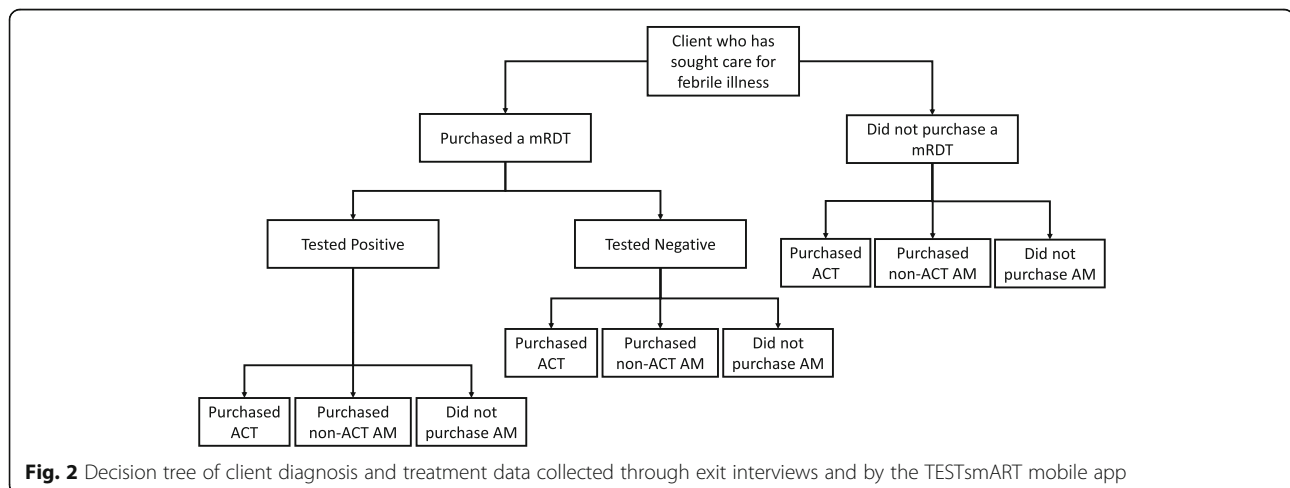 Client who has
sought care for
febrile illness
Purchased a mRDT
Did not purchase a
mRDT
Tested Positive
Tested Negative
Purchased
ACT
Purchased
non-ACT AM
Did not
purchase AM
Purchased
ACT
Purchased
non-ACT AM
Did not
purchase AM
Purchased
ACT
Purchased
non-ACT AM
Did not
purchase AM
Fig. 2 Decision tree of client diagnosis and treatment data collected through exit interviews and by the TESTsmART mobile app